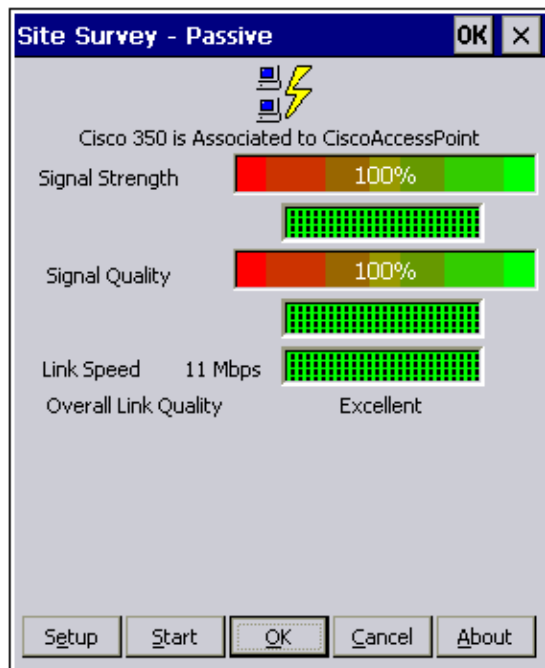 Site Survey - Passive OK ×
Cisco 350 is Associated to CiscoAccessPoint
Signal Strength 100%
Signal Quality 100%
Link Speed 11 Mbps
Overall Link Quality Excellent
Setup Start OK Cancel About